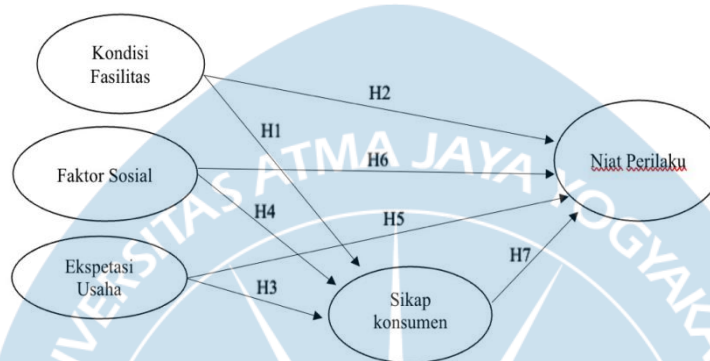 Kondisi
Fasilitas
H2
H1
Niat Perilaku
Faktor Sosial
H6
H4
H5
Ekspetasi
Usaha
H3
H7
Sikap
konsumen
UNIVERSITAS ATMA JAYA YOGYAKA